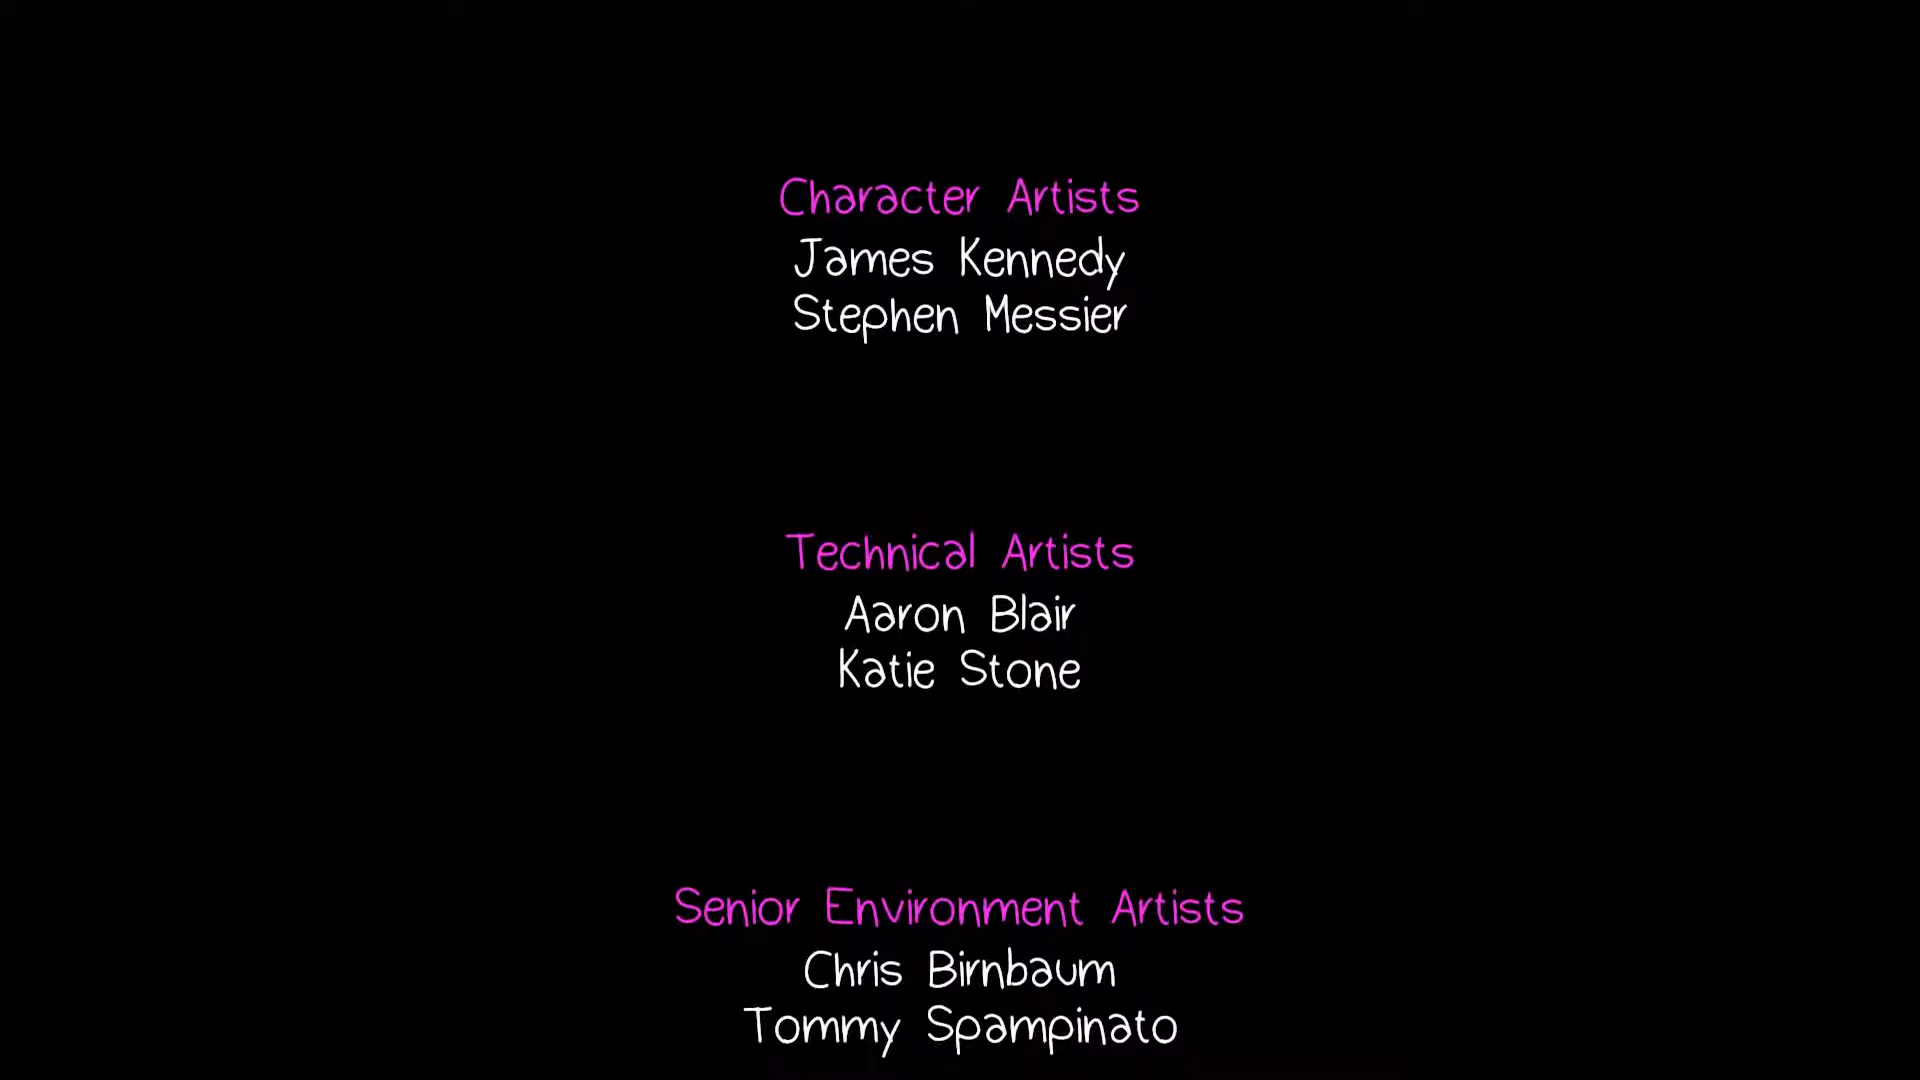 Character Artists
James Kennedy
Stephen Messier
Technical Artists
Aaron Blair
Katie Stone
Senior Environment Artists
Chris Birnbaum
Tommy Spampinato